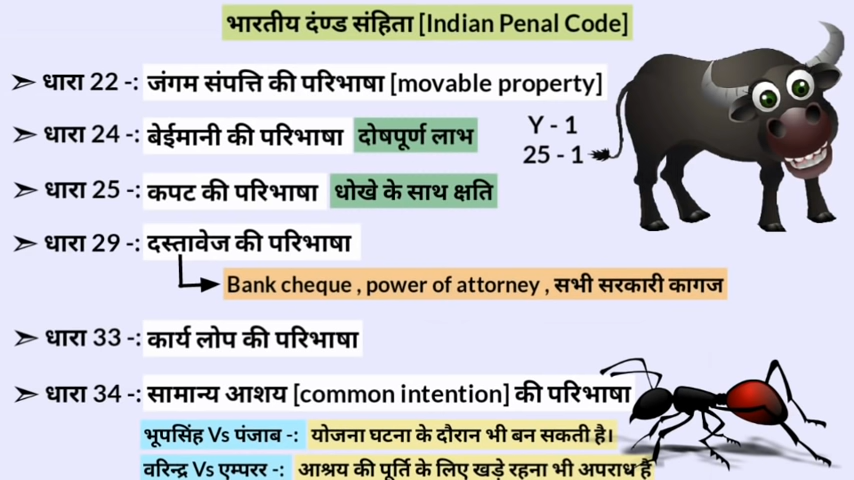 भारतीय दंण्ड संहिता [Indian Penal Code]
➣ धारा 22 -: जंगम संपत्ति की परिभाषा [movable property]
➣ धारा 24 -: बेईमानी की परिभाषा दोषपूर्ण लाभ
Y - 1
25 - 1
➣ धारा 25 -: कपट की परिभाषा धोखे के साथ क्षति
➣ धारा 29 -: दस्तावेज की परिभाषा
Bank cheque , power of attorney , सभी सरकारी कागज
➣ धारा 33 -: कार्य लोप की परिभाषा
➣ धारा 34 -: सामान्य आशय [common intention] की परिभाषा
भूपसिंह Vs पंजाब -: योजना घटना के दौरान भी बन सकती है।
वरिन्द्र Vs एम्परर -: आश्रय की पूर्ति के लिए खड़े रहना भी अपराध है